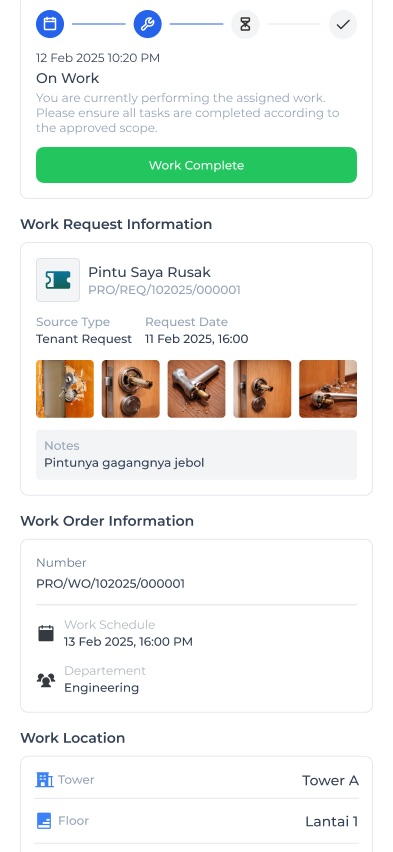 12 Feb 2025 10:20 PM
On Work
You are currently performing the assigned work.
Please ensure all tasks are completed according to
the approved scope.
Work Complete
Work Request Information
Pintu Saya Rusak
PRO/REQ/102025/000001
Source Type
Request Date
Tenant Request
11 Feb 2025, 16:00
Notes
Pintunya gagangnya jebol
Work Order Information
Number
PRO/WO/102025/000001
Work Schedule
13 Feb 2025, 16:00 PM
Departement
Engineering
Work Location
Tower
Tower A
Floor
Lantai 1